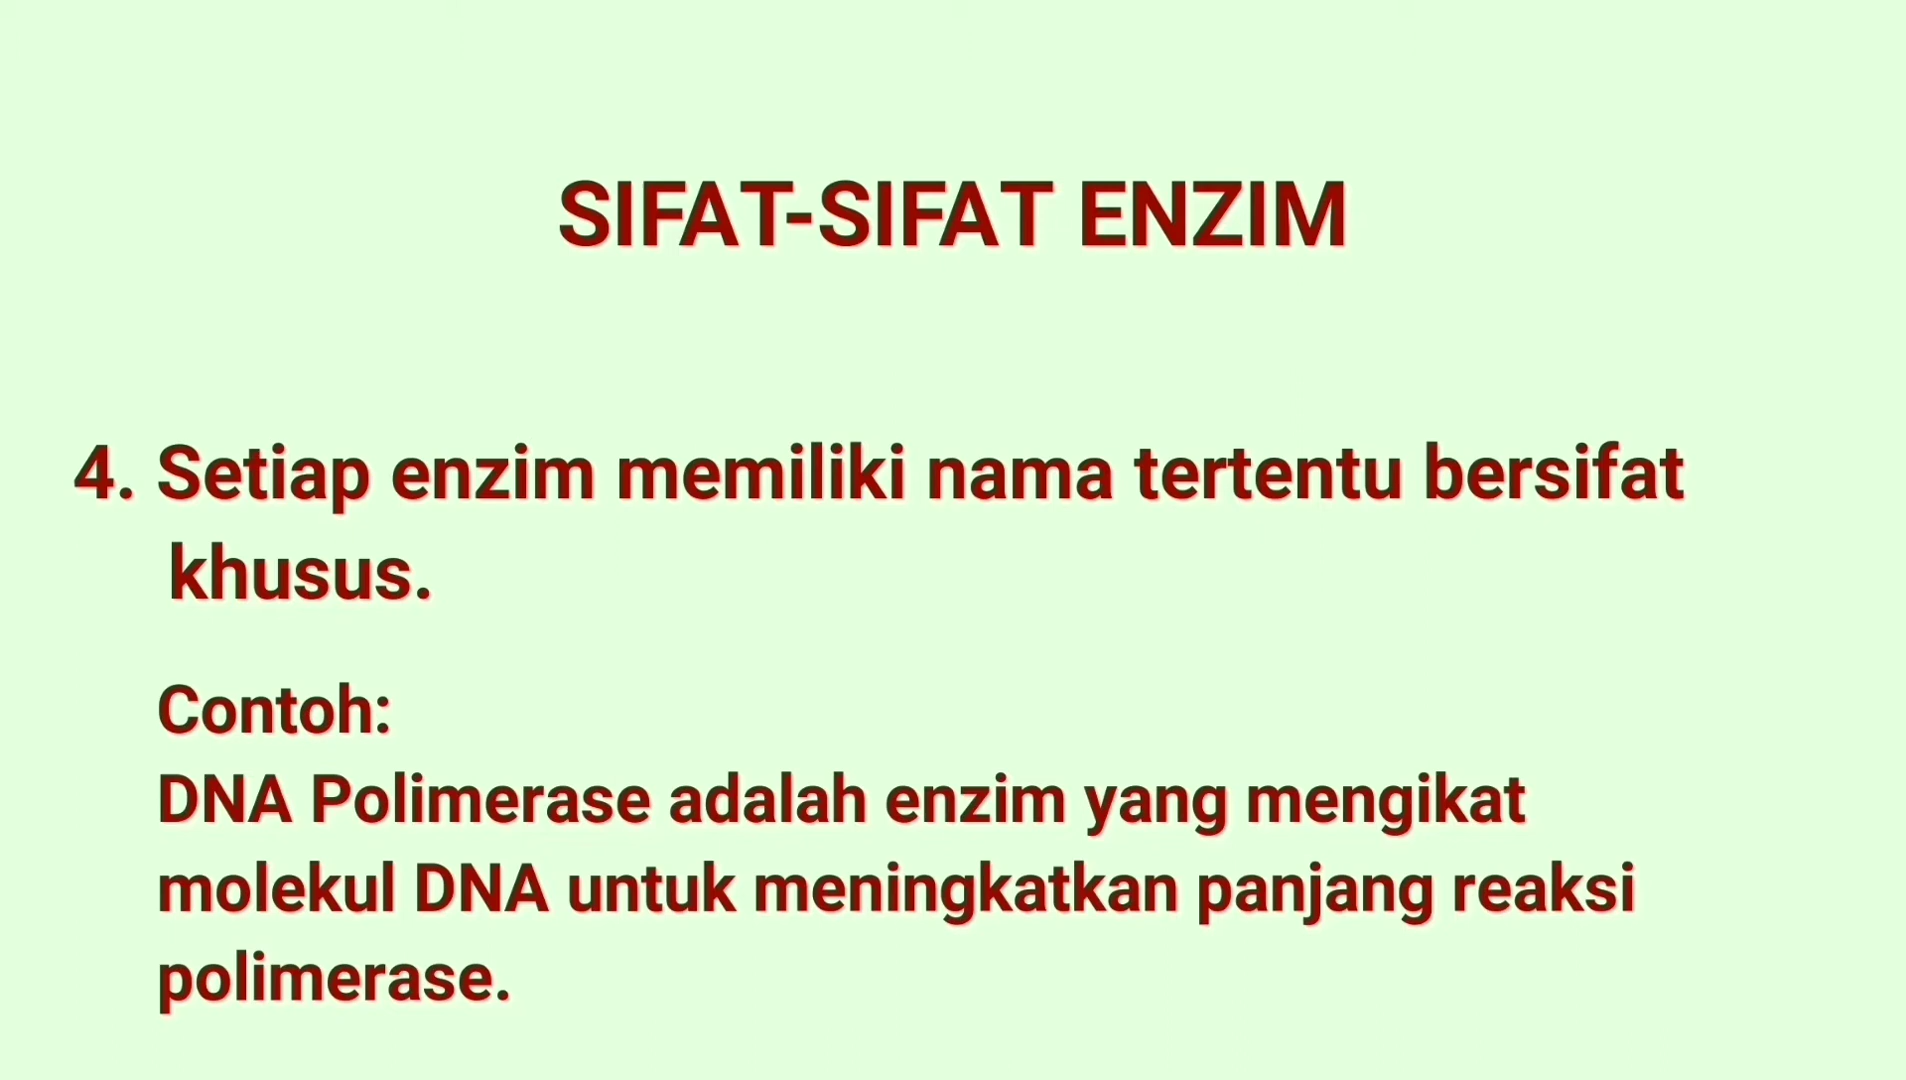 SIFAT-SIFAT ENZIM
4. Setiap enzim memiliki nama tertentu bersifat
khusus.
Contoh:
DNA Polimerase adalah enzim yang mengikat
molekul DNA untuk meningkatkan panjang reaksi
polimerase.